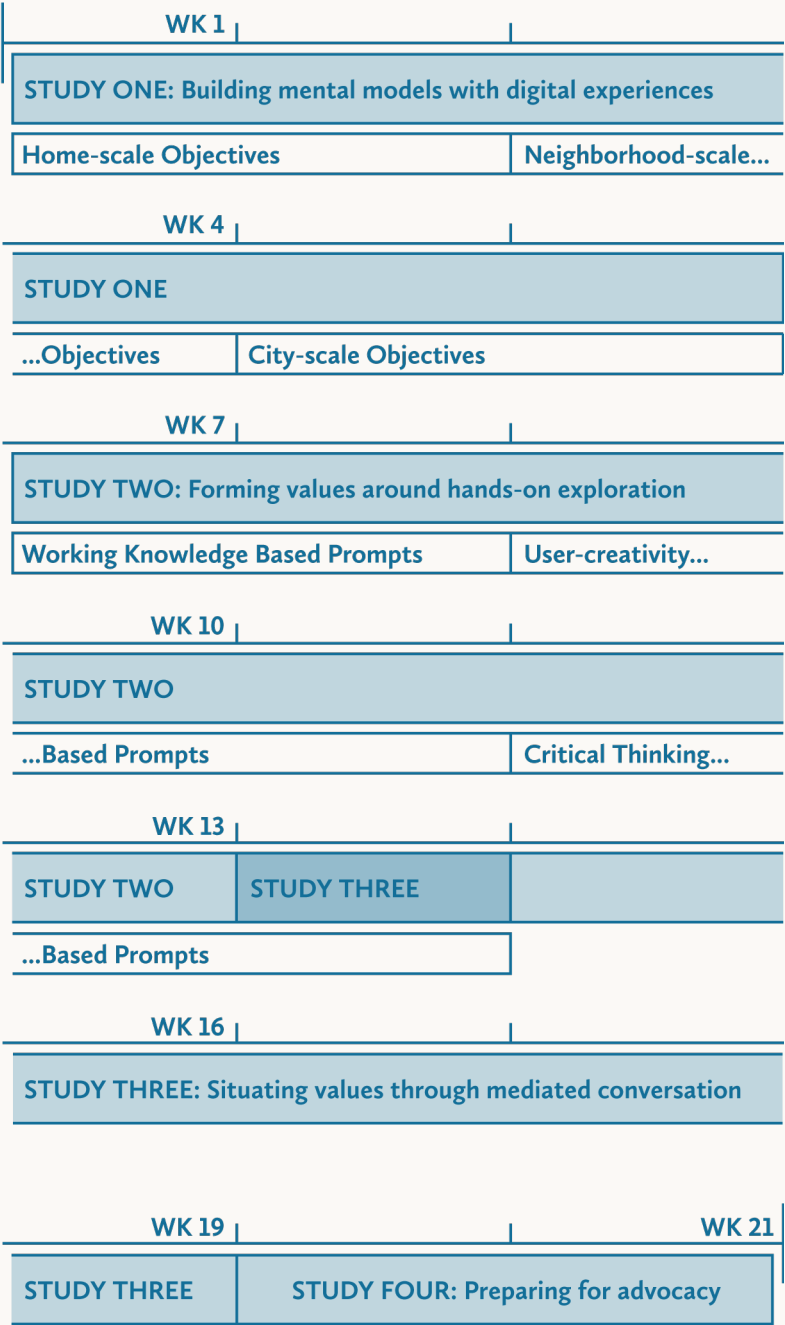 WK 1
STUDY ONE: Building mental models with digital experiences
Home-scale Objectives
Neighborhood-scale...
WK 4
STUDY ONE
...Objectives
City-scale Objectives
WK 7
STUDY TWO: Forming values around hands-on exploration
Working Knowledge Based Prompts
User-creativity...
WK 10
STUDY TWO
...Based Prompts
Critical Thinking...
WK 13
STUDY TWO
STUDY THREE
...Based Prompts
WK 16
STUDY THREE: Situating values through mediated conversation
WK 19
WK 21
STUDY THREE
STUDY FOUR: Preparing for advocacy